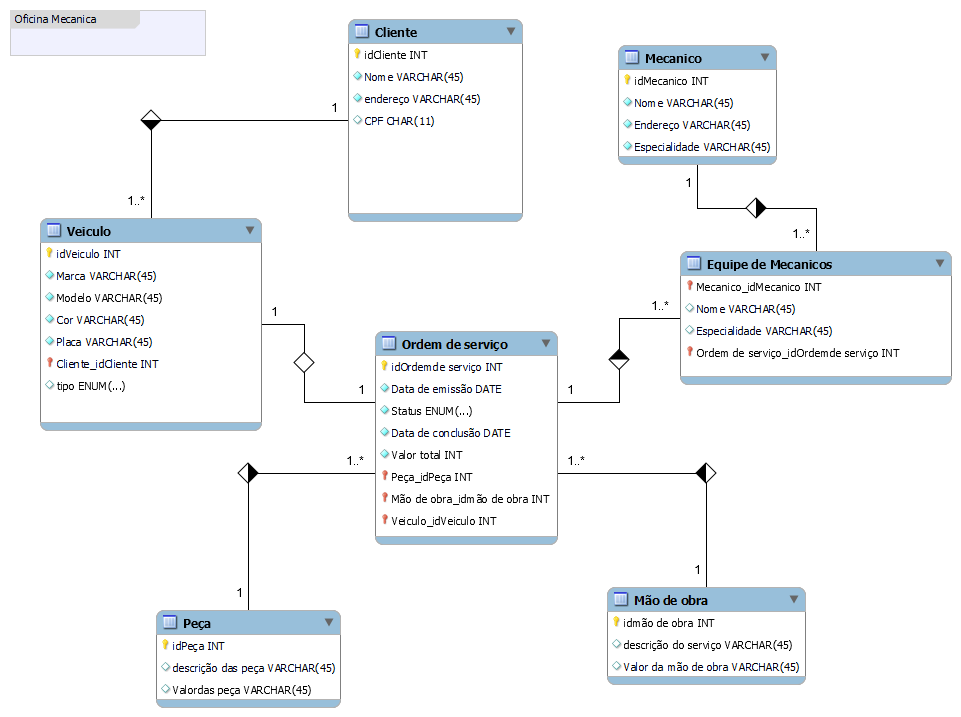 Oficina Mecanica
Cliente
idCliente INT
Nome VARCHAR(45)
endereço VARCHAR(45)
CPF CHAR(11)
Mecanico
idMecanico INT
Nome VARCHAR(45)
Endereço VARCHAR(45)
Especialidade VARCHAR(45)
1
1..*
1
1..*
Veiculo
idVeiculo INT
Marca VARCHAR(45)
Modelo VARCHAR(45)
Cor VARCHAR(45)
Placa VARCHAR(45)
Cliente_idCliente INT
tipo ENUM(...)
Equipe de Mecanicos
Mecanico_idMecanico INT
Nome VARCHAR(45)
Especialidade VARCHAR(45)
Ordem de serviço_idOrdemde serviço INT
1
1
1..*
1
Ordem de serviço
idOrdemde serviço INT
Data de emissão DATE
Status ENUM(...)
Data de conclusão DATE
Valor total INT
Peça_idPeça INT
Mão de obra_idmão de obra INT
Veiculo_idVeiculo INT
1..*
1
1..*
1
Peça
idPeça INT
descrição das peça VARCHAR(45)
Valordas peça VARCHAR(45)
Mão de obra
idmão de obra INT
descrição do serviço VARCHAR(45)
Valor da mão de obra VARCHAR(45)